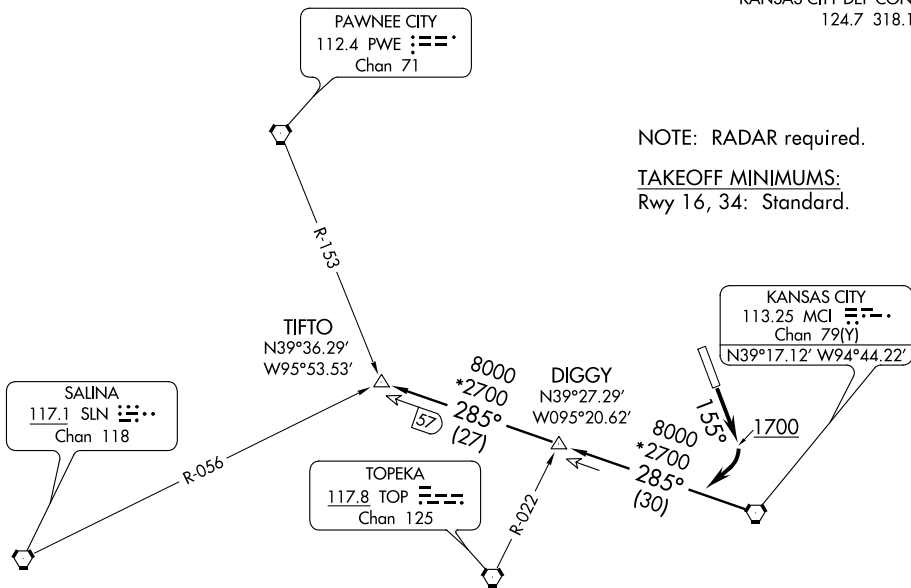 KANSAS CITY DEP CON
124.7 318.1
PAWNEE CITY
112.4 PWE
Chan 71
NOTE: RADAR required.
TAKEOFF MINIMUMS:
Rwy 16, 34: Standard.
R-153
KANSAS CITY
113.25 MCI
Chan 79(Y)
N39°17.12' W94°44.22'
TIFTO
N39°36.29'
W95°53.53'
8000
*2700
285°
(27)
57
DIGGY
N39°27.29'
W095°20.62'
8000
*2700
285°
(30)
155°
1700
SALINA
117.1 SLN
Chan 118
R-056
TOPEKA
117.8 TOP
Chan 125
R-022